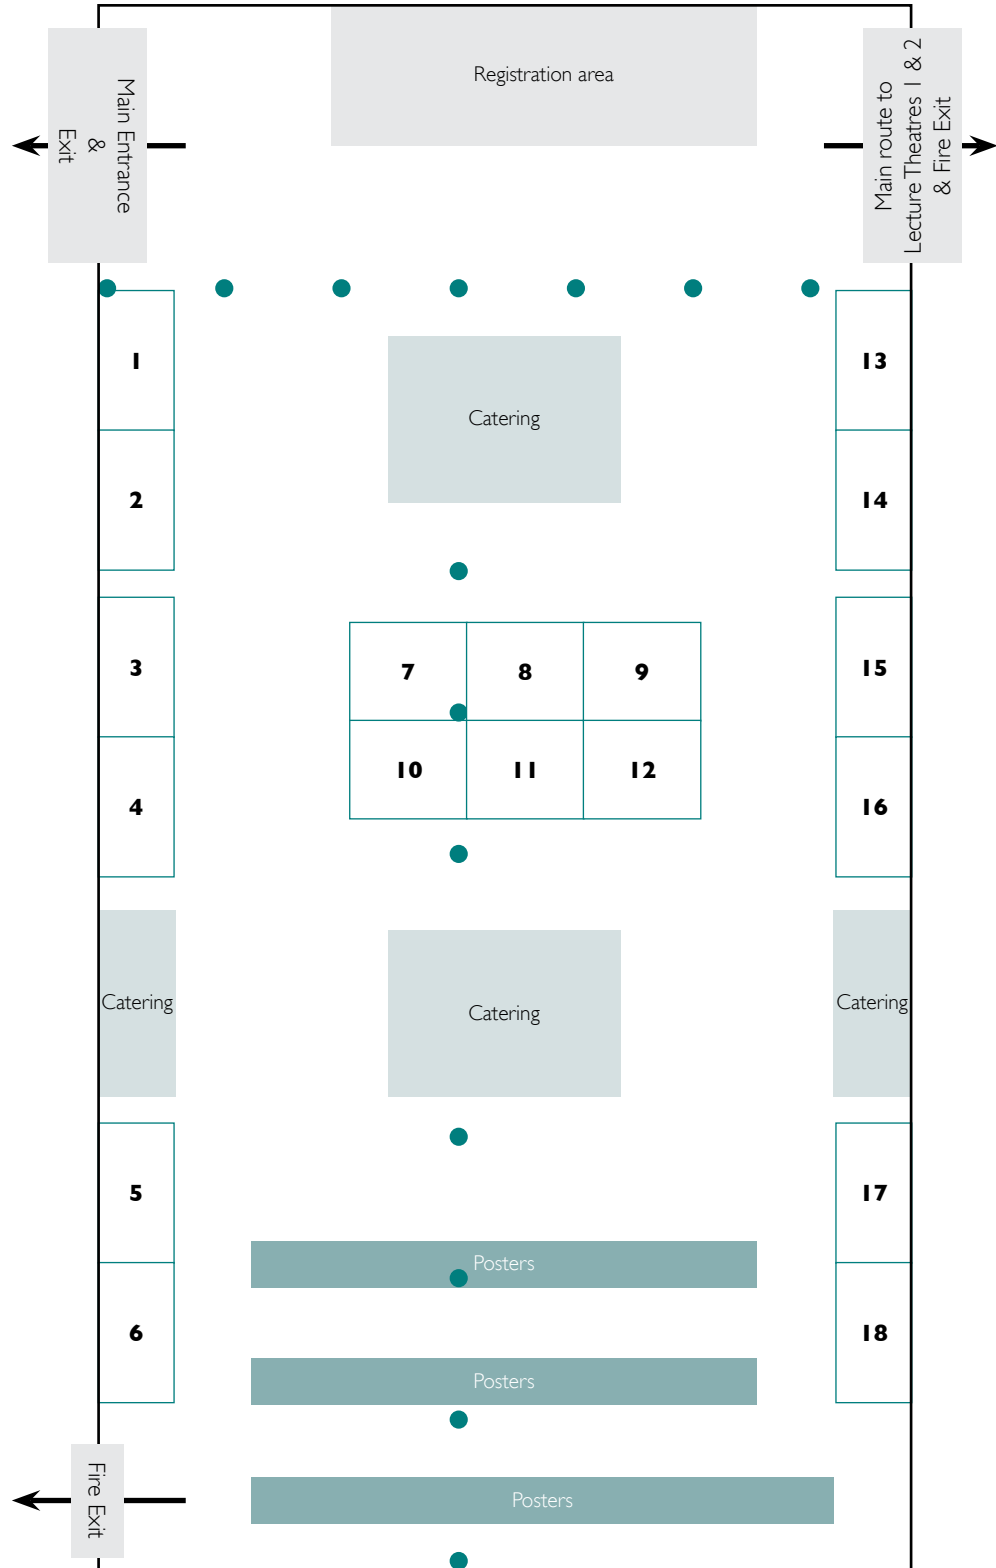 Registration area
Main Entrance
&
Exit
Main route to
Lecture Theatres 1 & 2
& Fire Exit
1
13
Catering
2
14
3
7
8
9
15
10
11
12
4
16
Catering
Catering
Catering
5
17
Posters
6
18
Posters
Fire Exit
Posters